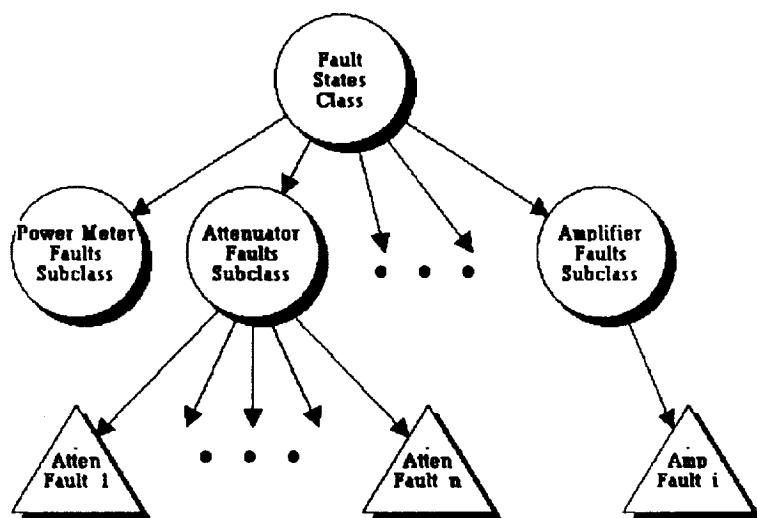 Fault
States
Class
Power Meter
Faults
Subclass
Attenuator
Faults
Subclass
Amplifier
Faults
Subclass
Atten
Fault 1
Atten
Fault n
Amp
Fault i